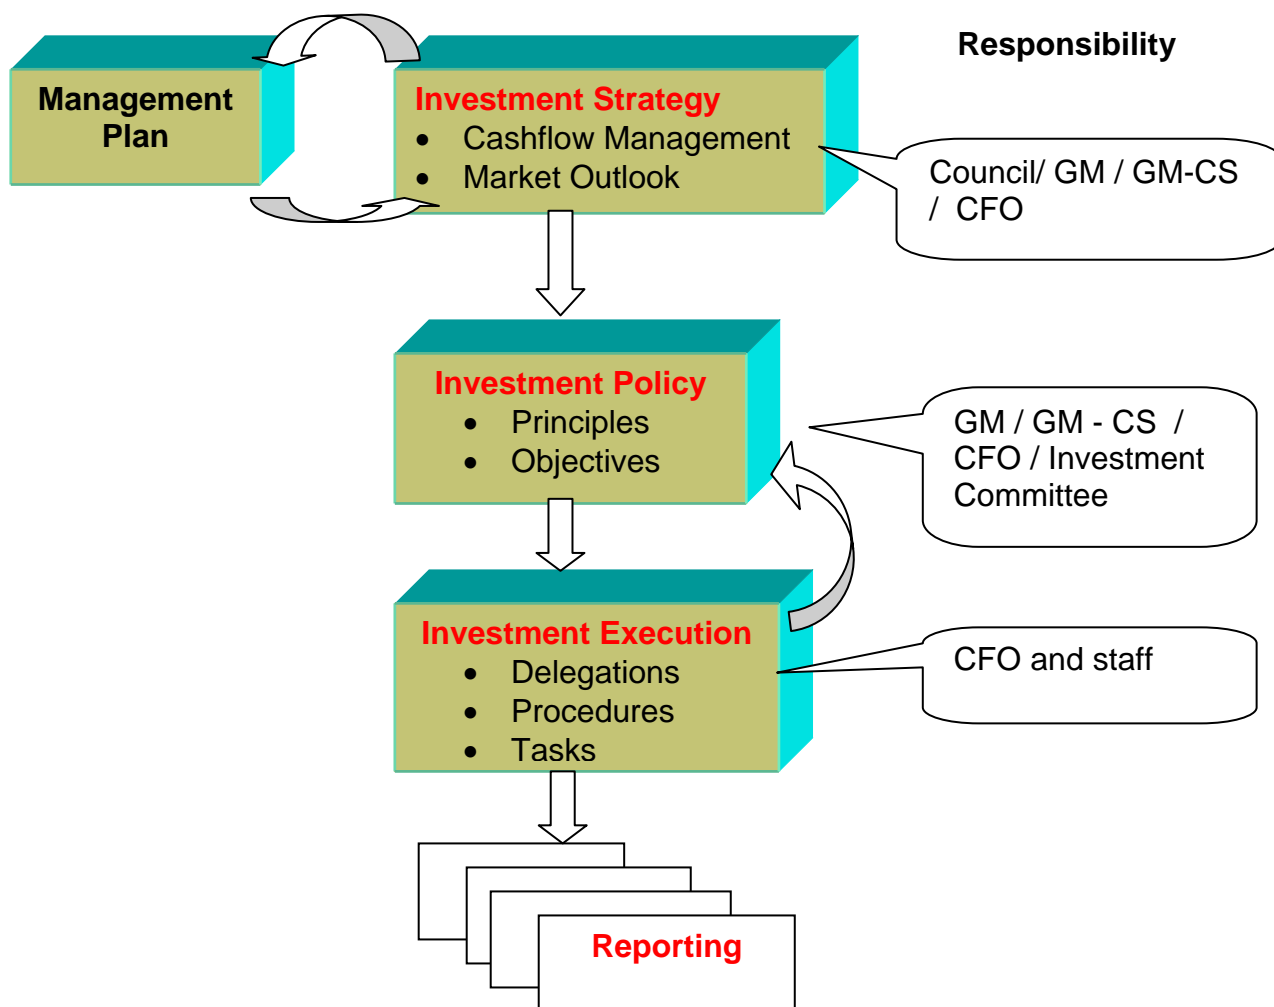 Responsibility
Management
Plan
Investment Strategy
• Cashflow Management
• Market Outlook
Council/ GM / GM-CS
/ CFO
Investment Policy
• Principles
• Objectives
GM / GM - CS /
CFO / Investment
Committee
Investment Execution
• Delegations
• Procedures
• Tasks
CFO and staff
Reporting